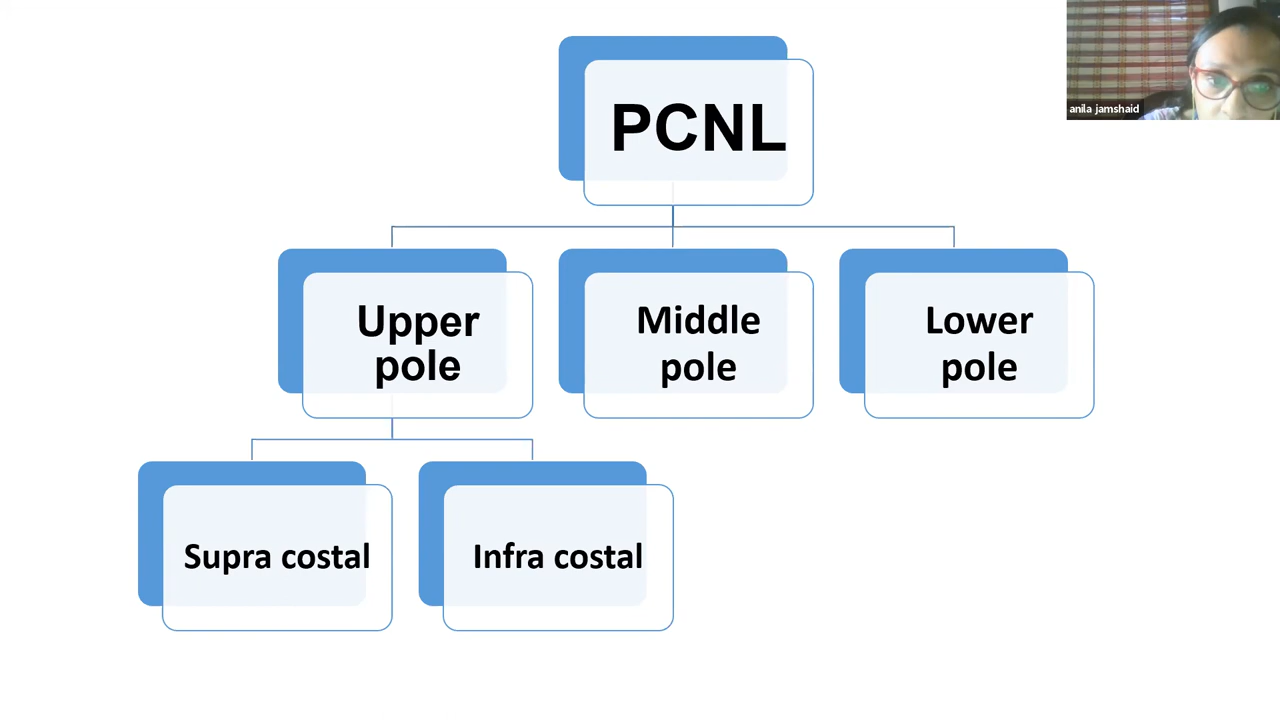 PCNL
anila jamshaid
Upper
pole
Middle
pole
Lower
pole
Supra costal
Infra costal